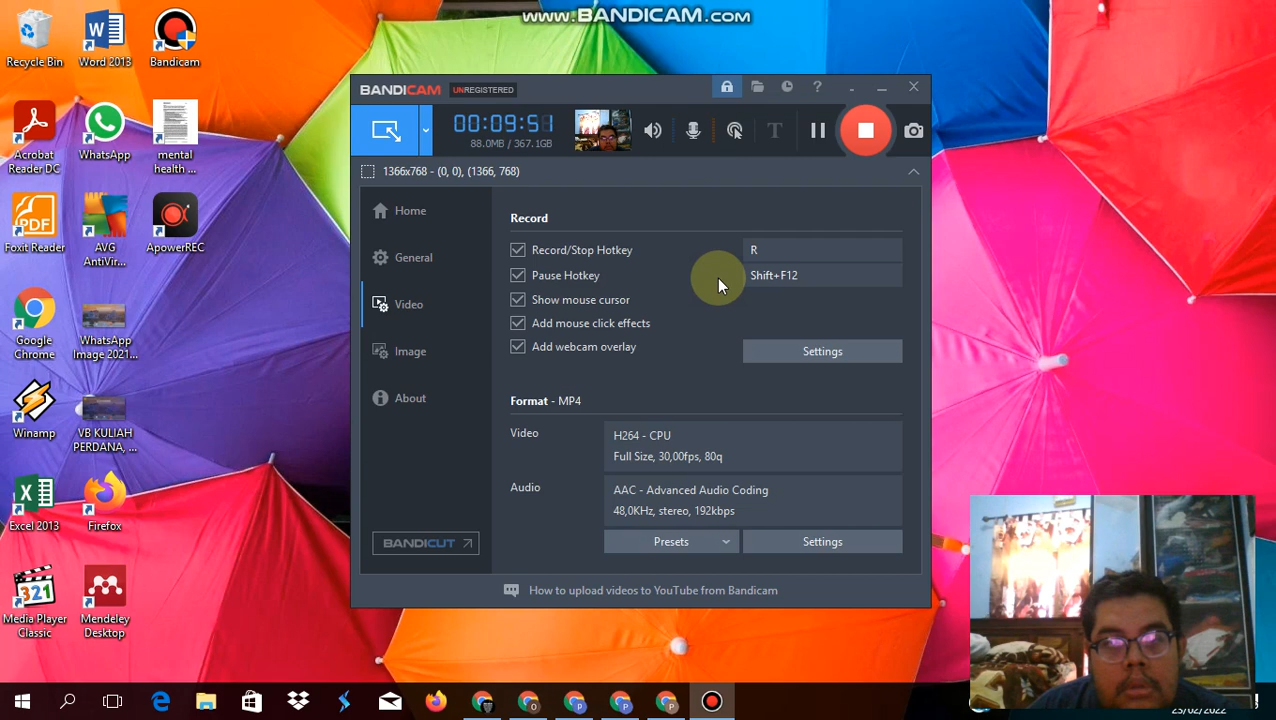 www.BANDICAM.com
Recycle Bin
Word 2013
Bandicam
Acrobat
Reader DC
WhatsApp
mental
health ...
Foxit Reader
AVG
AntiVir...
ApowerREC
Google
Chrome
WhatsApp
Image 2021...
Winamp
VB KULIAH
PERDANA, ...
Excel 2013
Firefox
Media Player
Classic
Mendeley
Desktop
BANDICAM UNREGISTERED
00:09:51
88.0MB / 367.1GB
1366x768 - (0, 0), (1366, 768)
Home
General
Video
Image
About
BANDICUT
Record
Record/Stop Hotkey R
Pause Hotkey Shift+F12
Show mouse cursor
Add mouse click effects
Add webcam overlay Settings
Format - MP4
Video H264 - CPU
Full Size, 30,00fps, 80q
Audio AAC - Advanced Audio Coding
48,0KHz, stereo, 192kbps
Presets Settings
How to upload videos to YouTube from Bandicam
23/02/2022